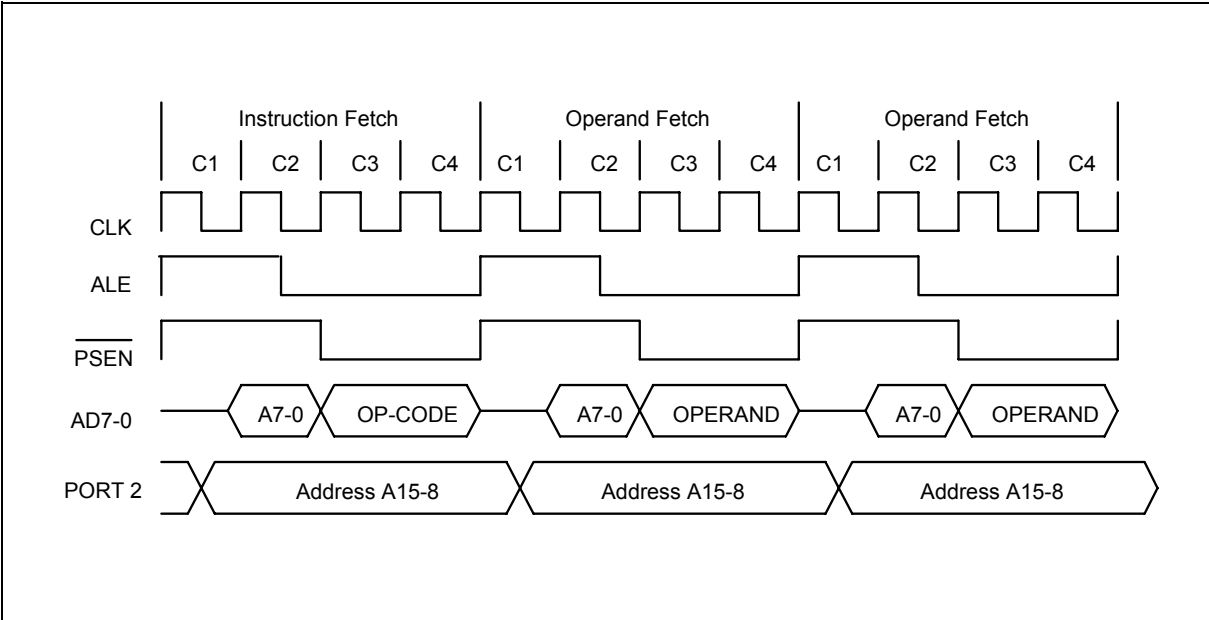 Instruction Fetch Operand Fetch Operand Fetch
C1 C2 C3 C4 C1 C2 C3 C4 C1 C2 C3 C4
CLK
ALE
PSEN
AD7-0 A7-0 OP-CODE A7-0 OPERAND A7-0 OPERAND
PORT 2 Address A15-8 Address A15-8 Address A15-8